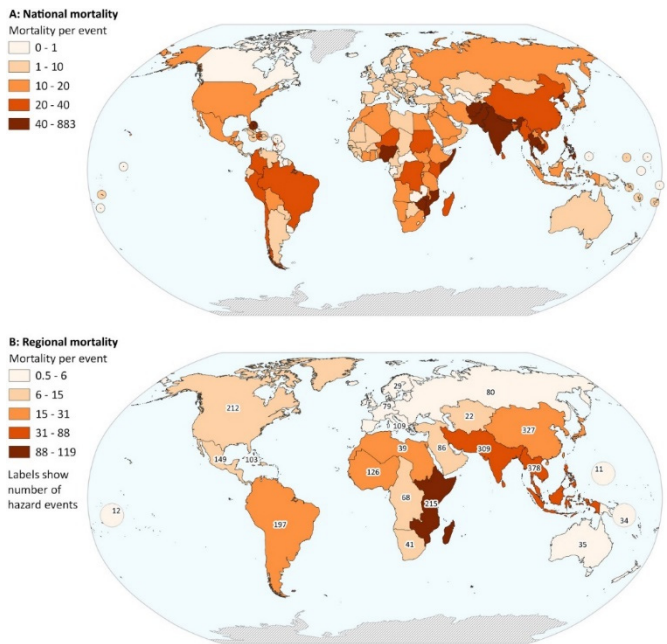 A: National mortality
Mortality per event
0 - 1
1 - 10
10 - 20
20 - 40
40 - 883
B: Regional mortality
Mortality per event
0.5 - 6
6 - 15
15 - 31
31 - 88
88 - 119
Labels show
number of
hazard events
29
80
79
109
212
22
327
149
103
39
86
309
126
378
11
68
215
12
197
34
41
35